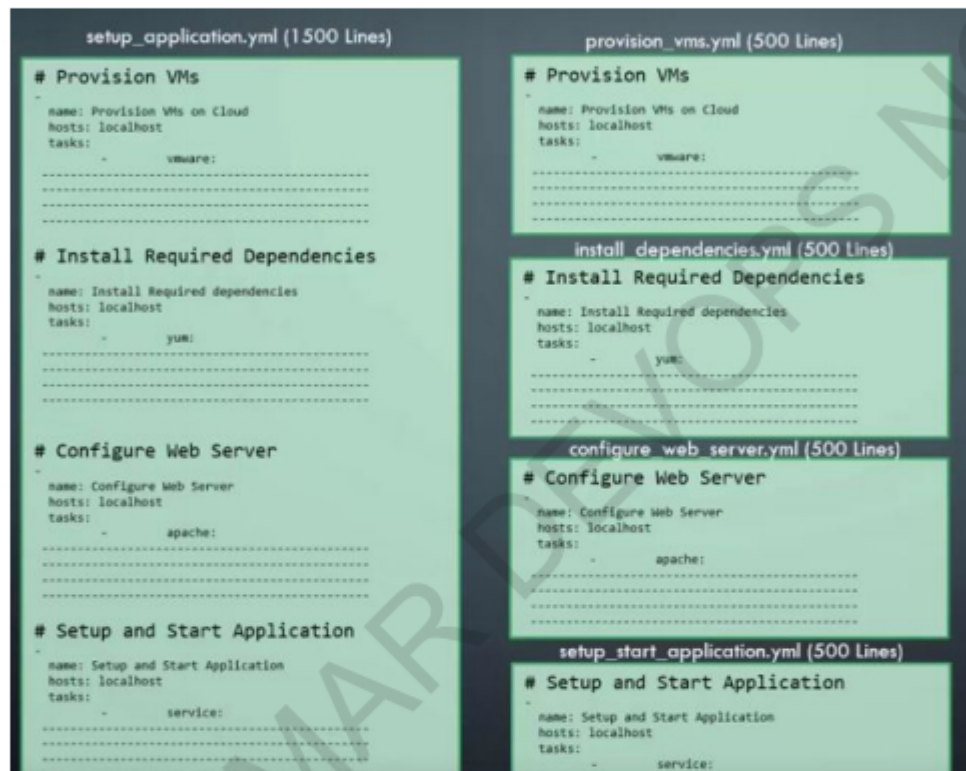 setup_application.yml (1500 Lines)
# Provision VMs
-
name: Provision VMs on Cloud
hosts: localhost
tasks:
- vmware:
# Install Required Dependencies
-
name: Install Required dependencies
hosts: localhost
tasks:
- yum:
# Configure Web Server
-
name: Configure Web Server
hosts: localhost
tasks:
- apache:
# Setup and Start Application
-
name: Setup and Start Application
hosts: localhost
tasks:
- service:
provision_vms.yml (500 Lines)
# Provision VMs
-
name: Provision VMs on Cloud
hosts: localhost
tasks:
- vmware:
install_dependencies.yml (500 Lines)
# Install Required Dependencies
-
name: Install Required dependencies
hosts: localhost
tasks:
- yum:
configure_web_server.yml (500 Lines)
# Configure Web Server
-
name: Configure Web Server
hosts: localhost
tasks:
- apache:
setup_start_application.yml (500 Lines)
# Setup and Start Application
-
name: Setup and Start Application
hosts: localhost
tasks:
- service:
MAR DEVOPS